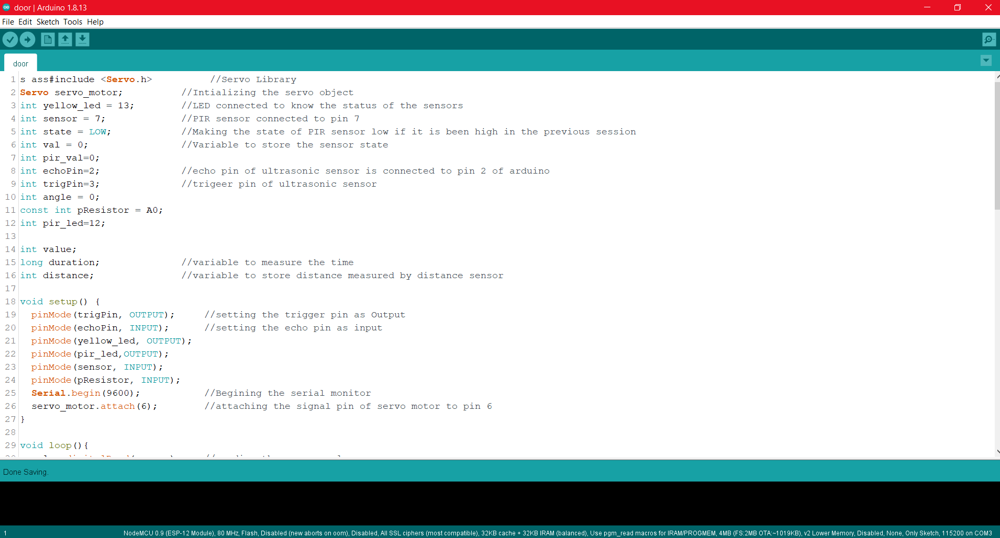 door | Arduino 1.8.13
File Edit Sketch Tools Help
door
1 s ass#include <Servo.h> //Servo Library
2 Servo servo_motor; //Intializing the servo object
3 int yellow_led = 13; //LED connected to know the status of the sensors
4 int sensor = 7; //PIR sensor connected to pin 7
5 int state = LOW; //Making the state of PIR sensor low if it is been high in the previous session
6 int val = 0; //Variable to store the sensor state
7 int pir_val=0;
8 int echoPin=2; //echo pin of ultrasonic sensor is connected to pin 2 of arduino
9 int trigPin=3; //trigeer pin of ultrasonic sensor
10 int angle = 0;
11 const int pResistor = A0;
12 int pir_led=12;
13
14 int value;
15 long duration; //variable to measure the time
16 int distance; //variable to store distance measured by distance sensor
17
18 void setup() {
19 pinMode(trigPin, OUTPUT); //setting the trigger pin as Output
20 pinMode(echoPin, INPUT); //setting the echo pin as input
21 pinMode(yellow_led, OUTPUT);
22 pinMode(pir_led,OUTPUT);
23 pinMode(sensor, INPUT);
24 pinMode(pResistor, INPUT);
25 Serial.begin(9600); //Begining the serial monitor
26 servo_motor.attach(6); //attaching the signal pin of servo motor to pin 6
27 }
28
29 void loop(){
Done Saving.
1 NodeMCU 0.9 (ESP-12 Module), 80 MHz, Flash, Disabled (new aborts on oom), Disabled, All SSL ciphers (most compatible), 32KB cache + 32KB IRAM (balanced), Use pgm_read macros for IRAM/PROGMEM, 4MB (FS:2MB OTA:~1019KB), v2 Lower Memory, Disabled, None, Only Sketch, 115200 on COM3